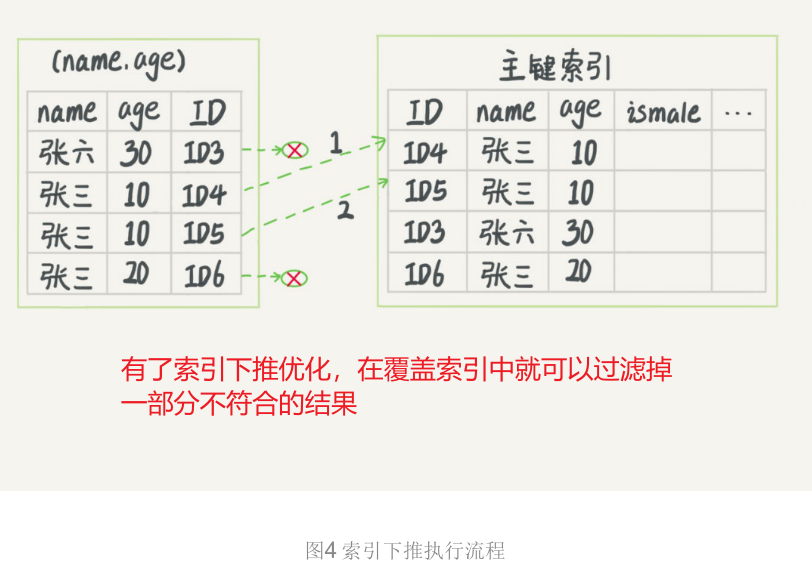 (name.age)
name age ID
张六 30 ID3
张三 10 ID4
张三 10 ID5
张三 20 ID6
1
2
主键索引
ID name age ismale ...
ID4 张三 10
ID5 张三 10
ID3 张六 30
ID6 张三 20
有了索引下推优化，在覆盖索引中就可以过滤掉
一部分不符合的结果
图4 索引下推执行流程